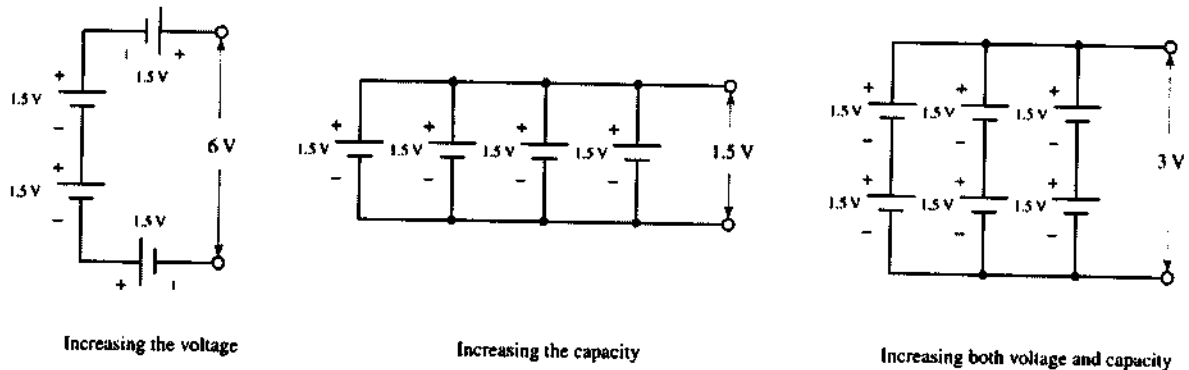 +
1.5 V
+
1.5 V
–
6 V
+
1.5 V
–
1.5 V
+
+
1.5 V
–
+
1.5 V
–
+
1.5 V
–
+
1.5 V
–
1.5 V
+
1.5 V
–
+
1.5 V
–
+
1.5 V
–
3 V
+
1.5 V
–
+
1.5 V
–
+
1.5 V
–
Increasing the voltage
Increasing the capacity
Increasing both voltage and capacity